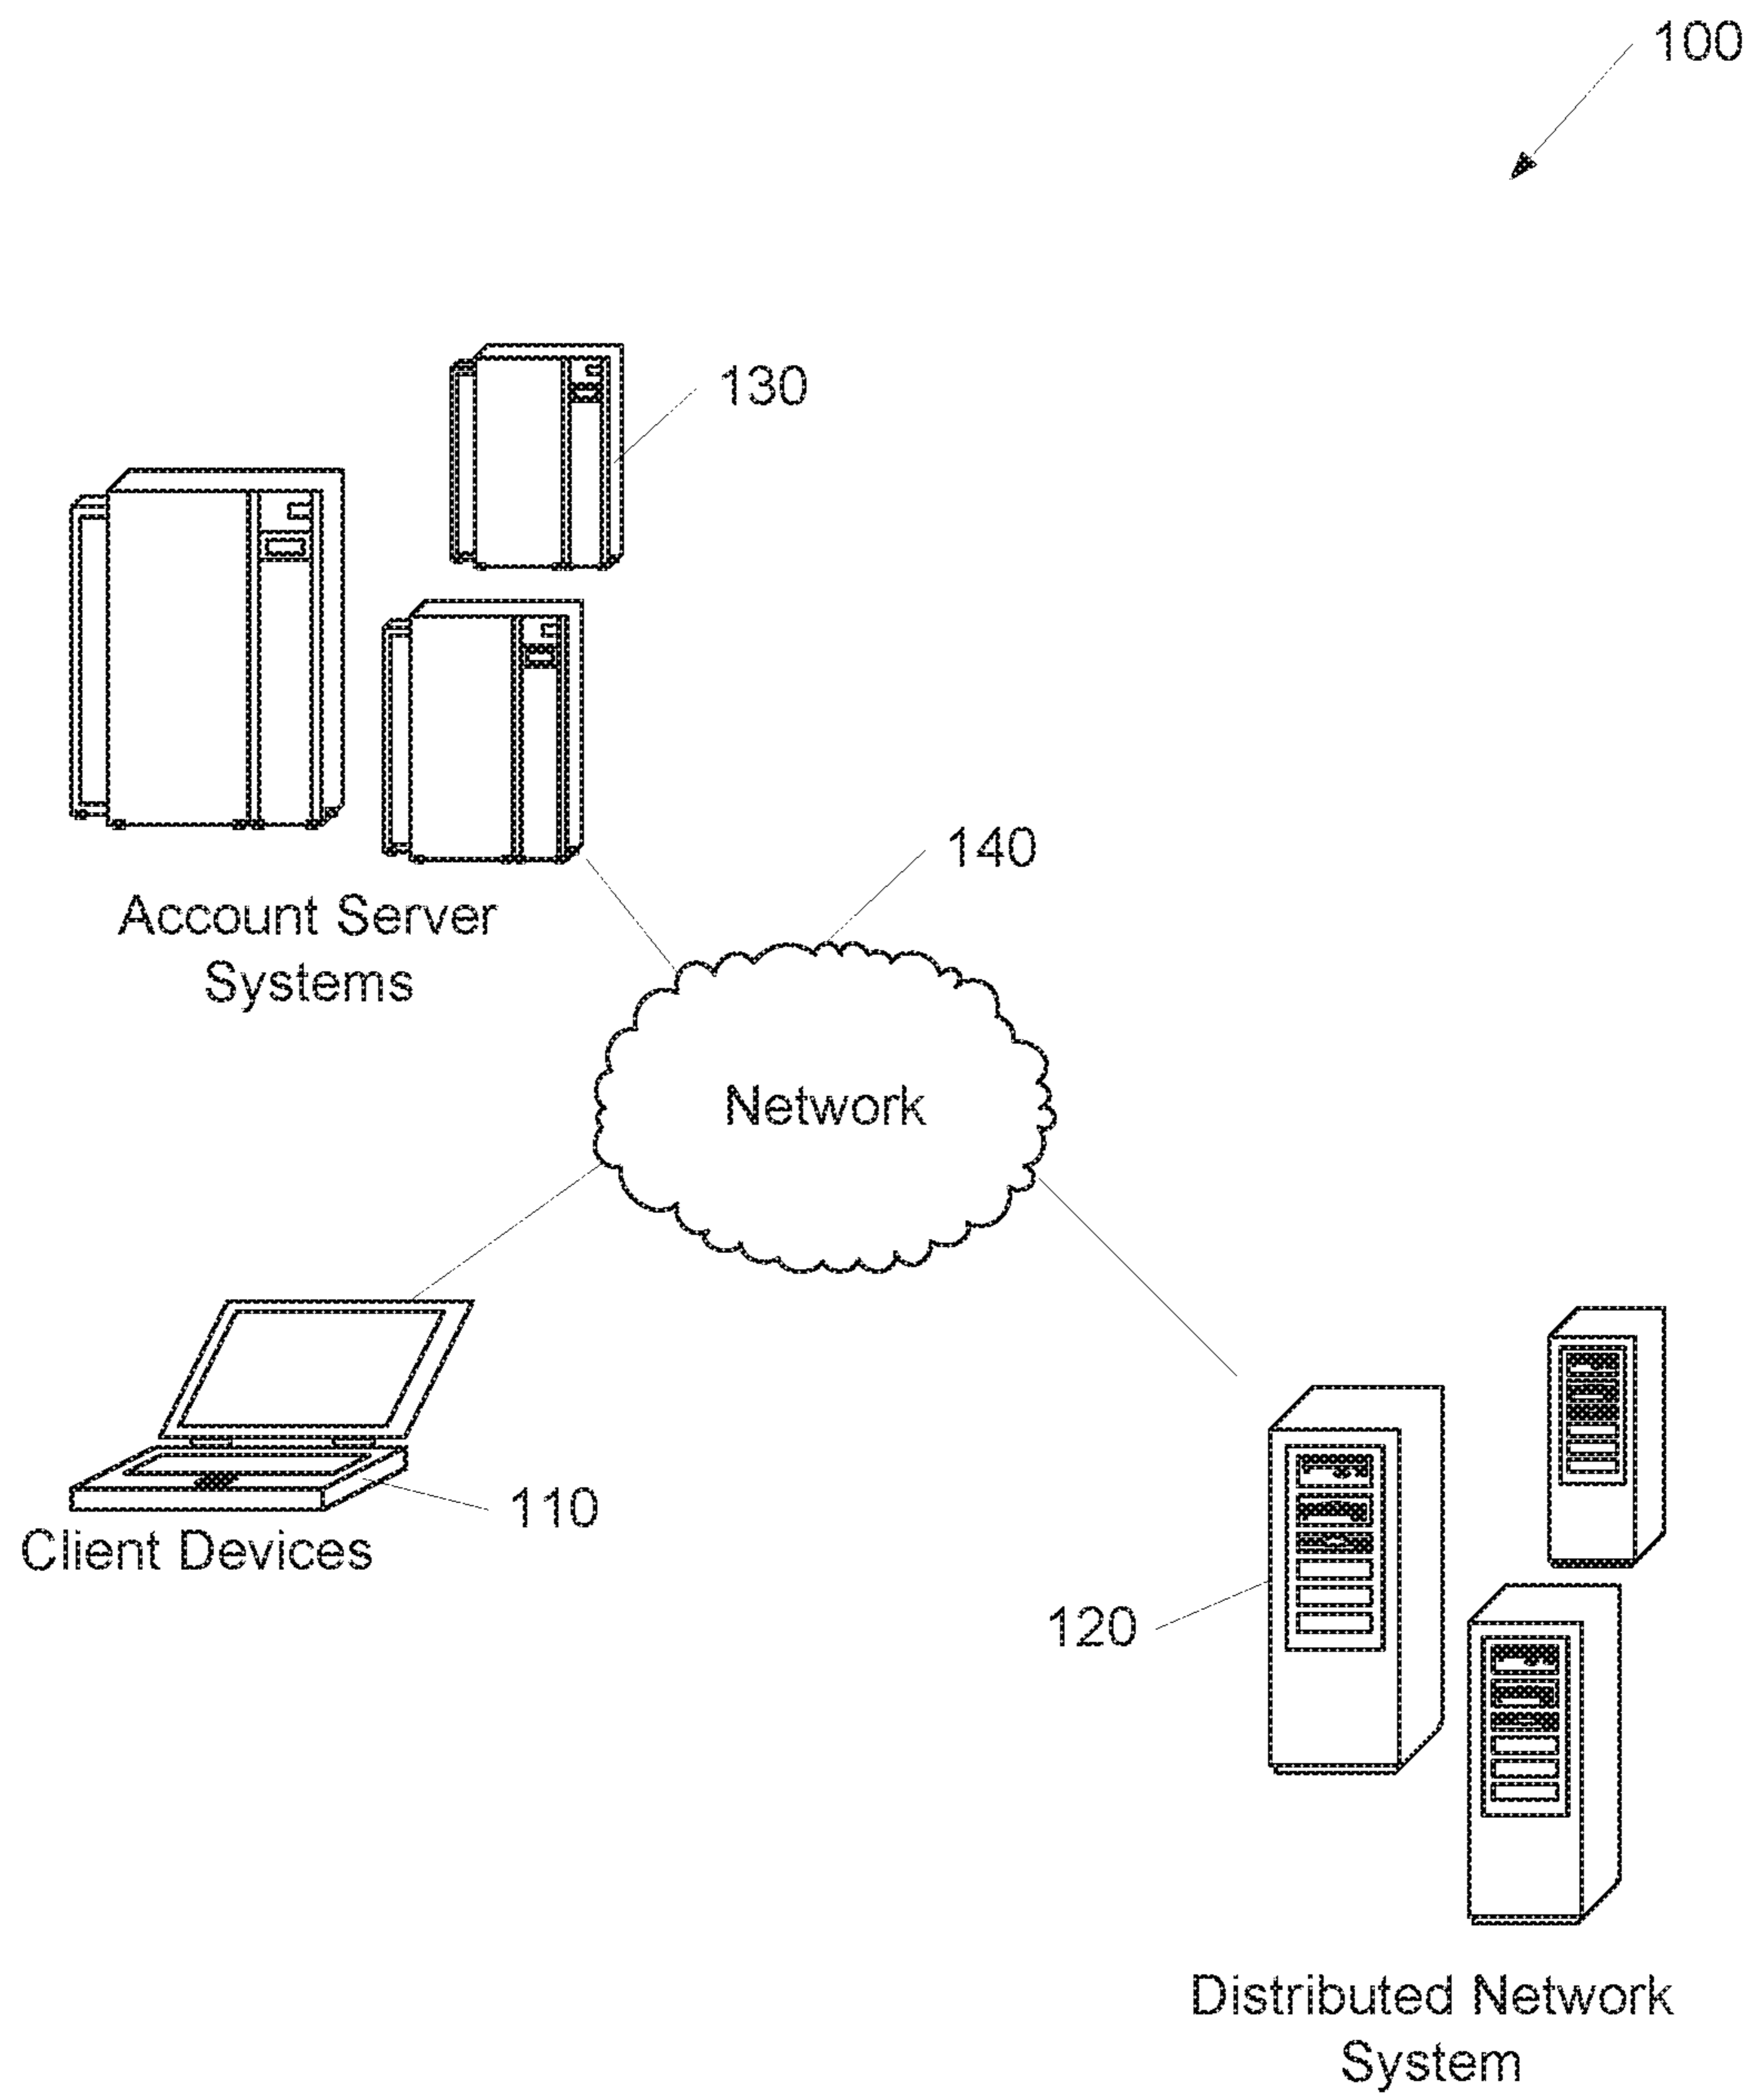 100
130
Account Server
Systems
140
Network
110
Client Devices
120
Distributed Network
System